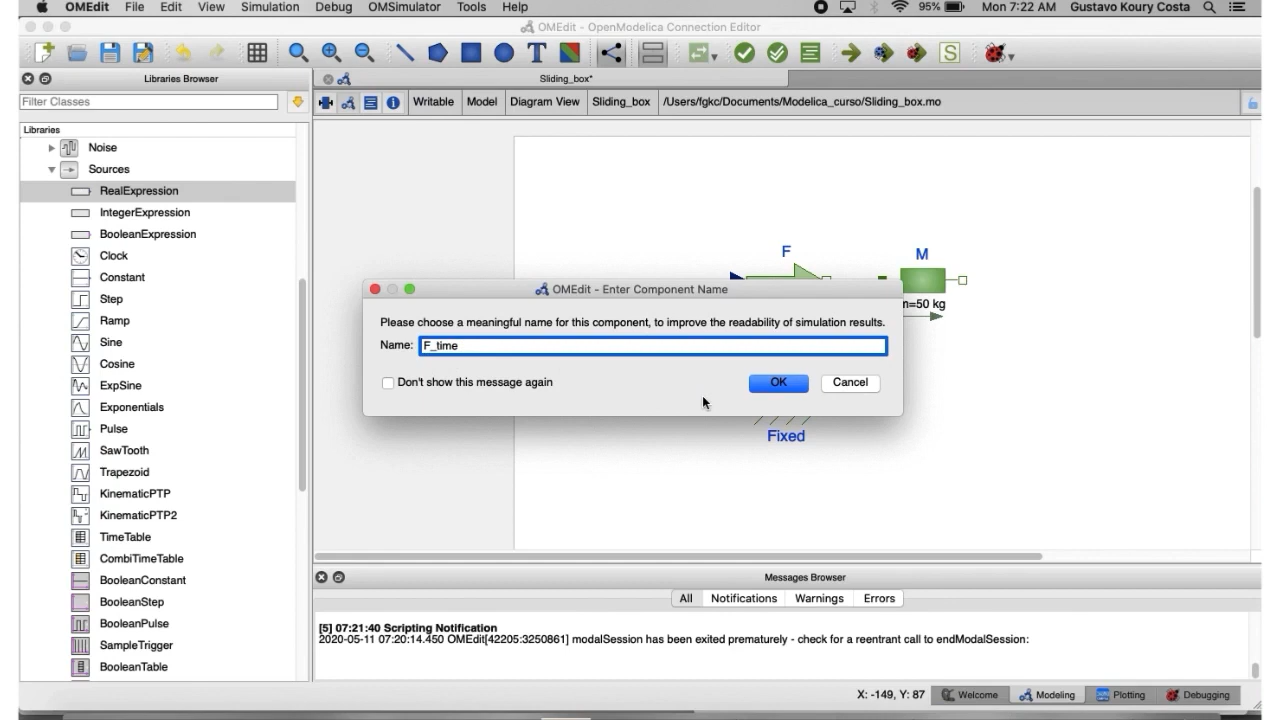 OMEdit File Edit View Simulation Debug OMSimulator Tools Help 95% Mon 7:22 AM Gustavo Koury Costa
OMEdit - OpenModelica Connection Editor
Libraries Browser
Sliding_box*
Filter Classes
Writable Model Diagram View Sliding_box /Users/fgkc/Documents/Modelica_curso/Sliding_box.mo
Libraries
Noise
Sources
RealExpression
IntegerExpression
BooleanExpression
Clock
Constant
Step
Ramp
Sine
Cosine
ExpSine
Exponentials
Pulse
SawTooth
Trapezoid
KinematicPTP
KinematicPTP2
TimeTable
CombiTimeTable
BooleanConstant
BooleanStep
BooleanPulse
SampleTrigger
BooleanTable
F
M
=50 kg
OMEdit - Enter Component Name
Please choose a meaningful name for this component, to improve the readability of simulation results.
Name: F_time
Don't show this message again
OK Cancel
Fixed
Messages Browser
All Notifications Warnings Errors
[5] 07:21:40 Scripting Notification
2020-05-11 07:20:14.450 OMEdit[42205:3250861] modalSession has been exited prematurely - check for a reentrant call to endModalSession:
X: -149, Y: 87 Welcome Modeling Plotting Debugging